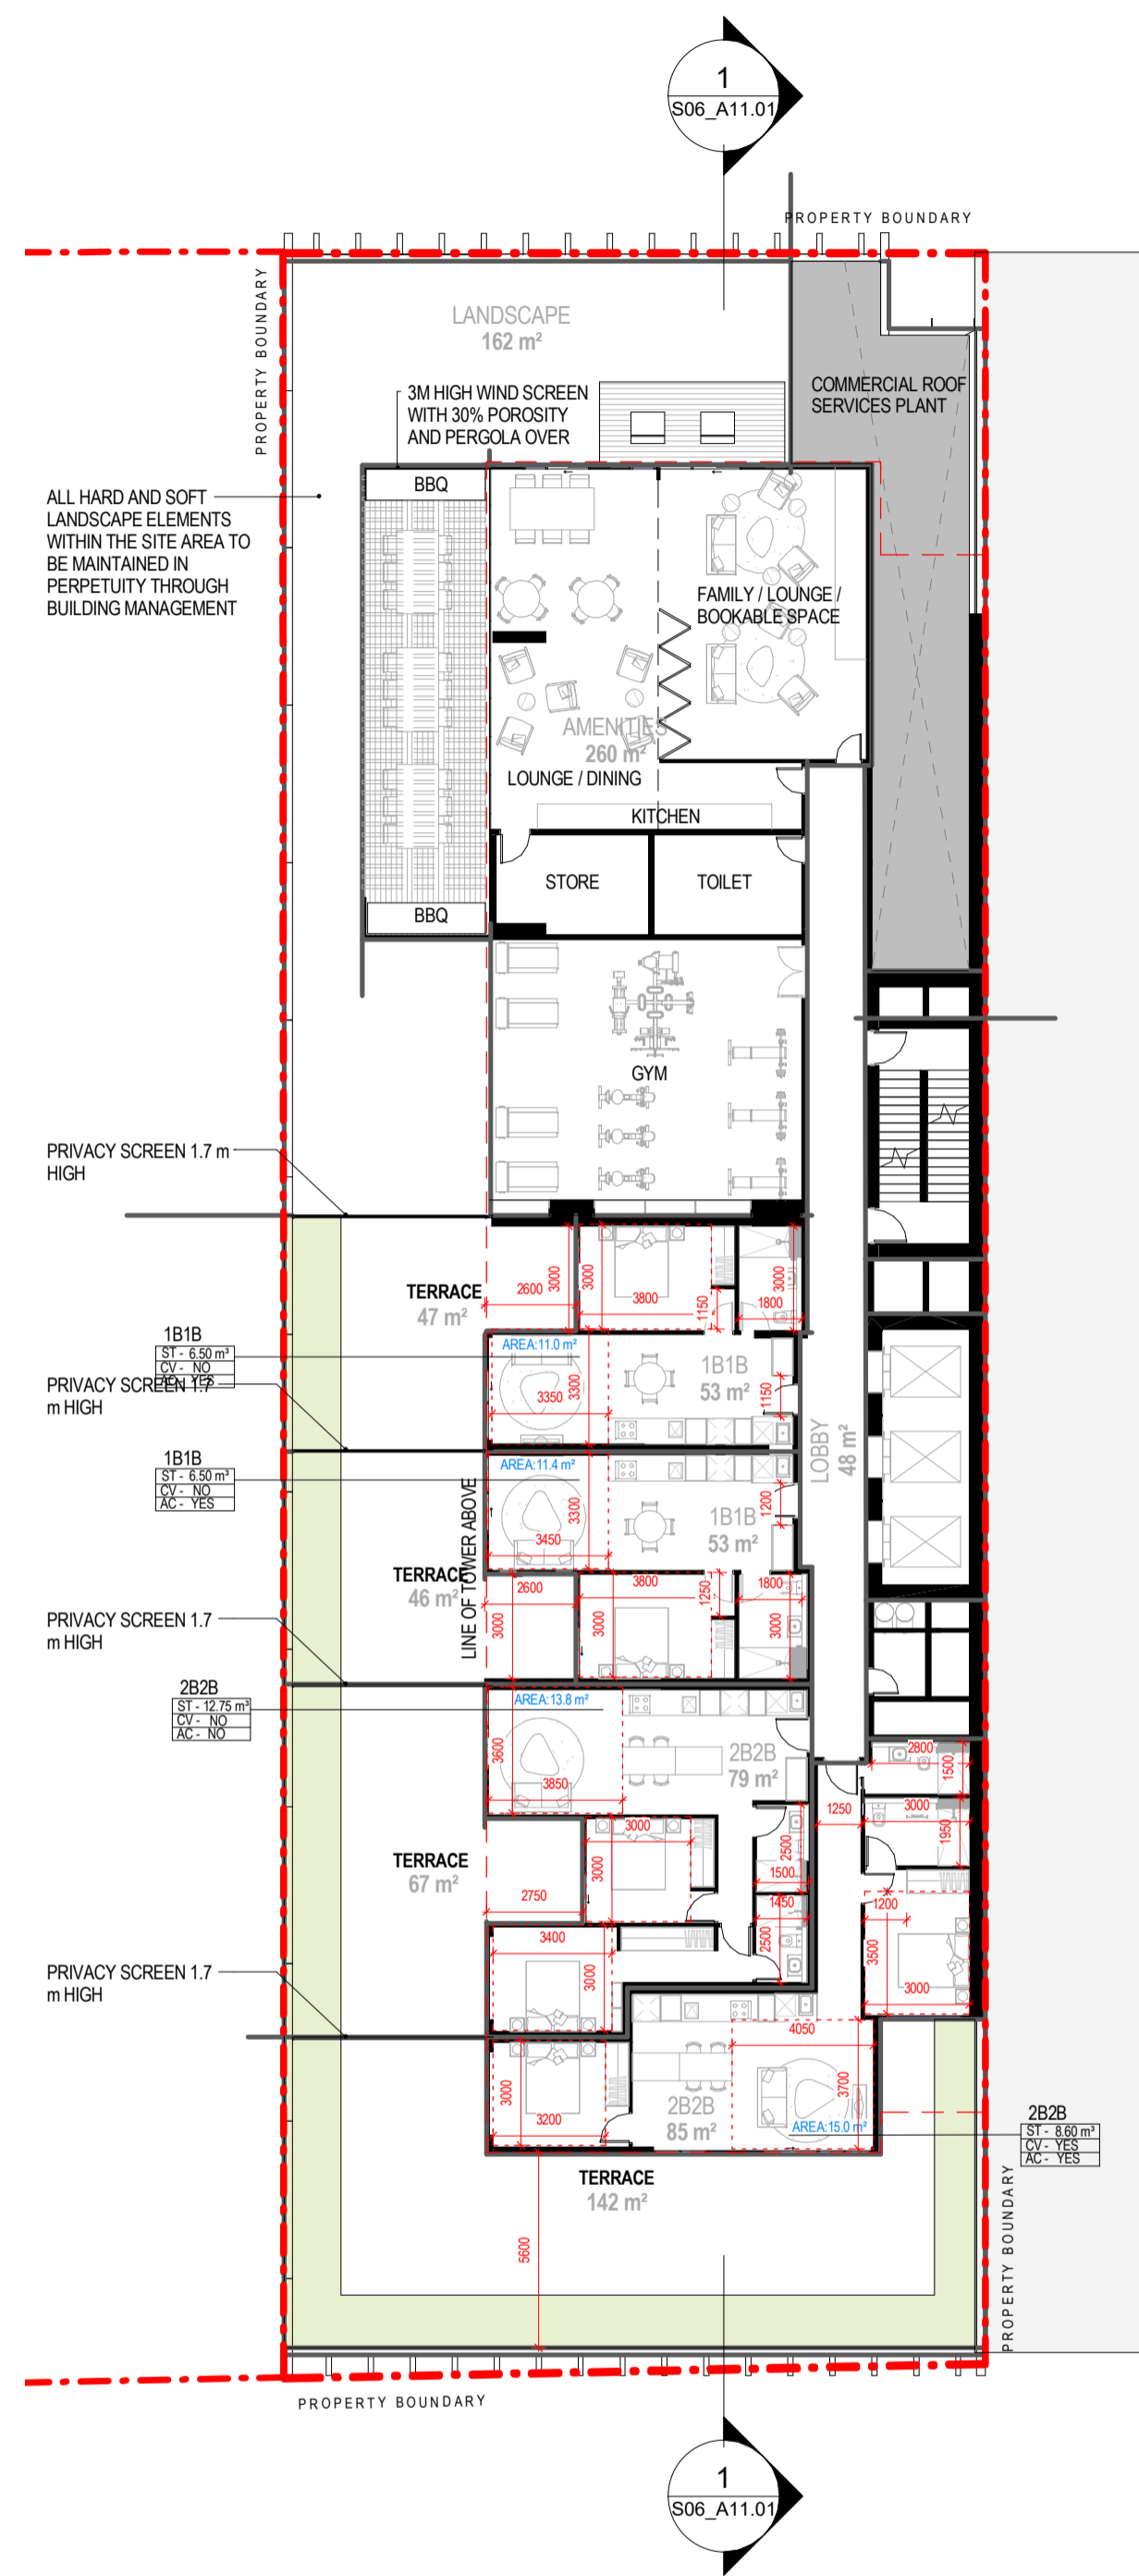 1
S06_A11.01
PROPERTY BOUNDARY
PROPERTY BOUNDARY
LANDSCAPE
162 m²
3M HIGH WIND SCREEN
WITH 30% POROSITY
AND PERGOLA OVER
COMMERCIAL ROOF
SERVICES PLANT
BBQ
ALL HARD AND SOFT
LANDSCAPE ELEMENTS
WITHIN THE SITE AREA TO
BE MAINTAINED IN
PERPETUITY THROUGH
BUILDING MANAGEMENT
FAMILY / LOUNGE /
BOOKABLE SPACE
AMENITIES
260 m²
LOUNGE / DINING
KITCHEN
STORE
TOILET
BBQ
GYM
PRIVACY SCREEN 1.7 m
HIGH
TERRACE
47 m²
2600
3000
3000
3800
1150
3000
1800
1B1B
ST - 6.50 m³
CV - NO
AC - YES
PRIVACY SCREEN 1.7
m HIGH
AREA:11.0 m²
3350
3300
1B1B
53 m²
1150
LOBBY
48 m²
1B1B
ST - 6.50 m³
CV - NO
AC - YES
AREA:11.4 m²
3450
3300
1B1B
53 m²
1200
LINE OF TOWER ABOVE
TERRACE
46 m²
2600
3000
3800
3000
1250
1800
3000
PRIVACY SCREEN 1.7
m HIGH
2B2B
ST - 12.75 m³
CV - NO
AC - NO
AREA:13.8 m²
3600
3850
2B2B
79 m²
2800
1500
1250
3000
1950
TERRACE
67 m²
2750
3000
3000
2500
1500
1450
2500
1200
3500
3000
3400
3000
PRIVACY SCREEN 1.7
m HIGH
3000
3200
4050
3700
2B2B
85 m²
AREA:15.0 m²
2B2B
ST - 8.60 m³
CV - YES
AC - YES
TERRACE
142 m²
5600
PROPERTY BOUNDARY
PROPERTY BOUNDARY
1
S06_A11.01